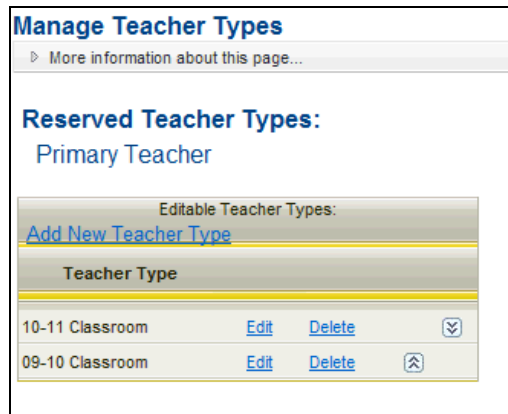 Manage Teacher Types
More information about this page...
Reserved Teacher Types:
Primary Teacher
Editable Teacher Types:
Add New Teacher Type
Teacher Type
10-11 Classroom Edit Delete
09-10 Classroom Edit Delete